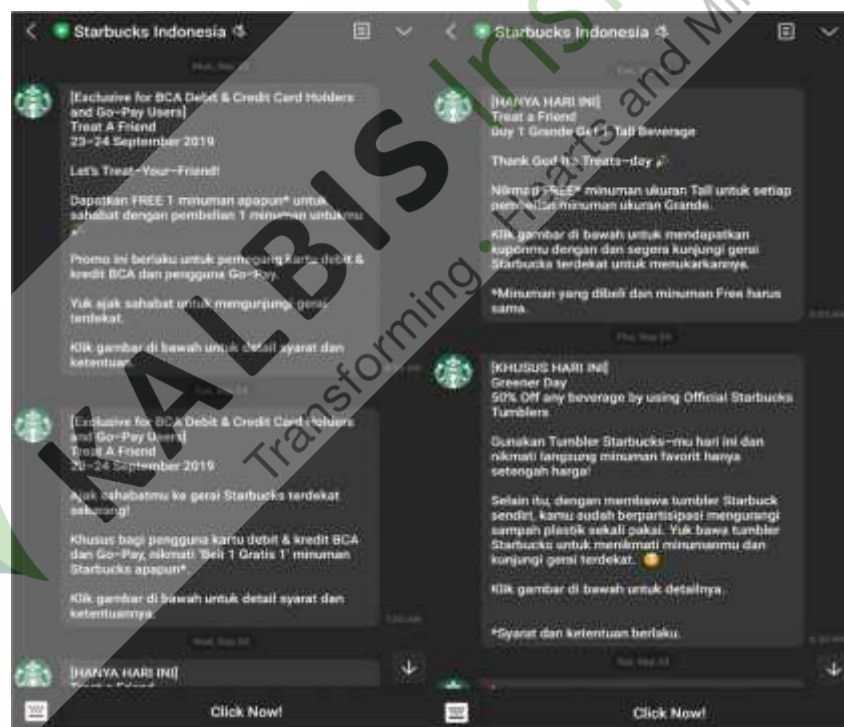 Starbucks Indonesia
[Exclusive for BCA Debit & Credit Card Holders
and Go-Pay Users]
Treat A Friend
23-24 September 2019
Let's Treat-Your-Friend!
Dapatkan FREE 1 minuman apapun* untuk
sahabat dengan pembelian 1 minuman untukmu
Promo ini berlaku untuk pemegang kartu debit &
kredit BCA dan pengguna Go-Pay.
Yuk ajak sahabat untuk mengunjungi gerai
terdekat.
Klik gambar di bawah untuk detail syarat dan
ketentuan.
[Exclusive for BCA Debit & Credit Card Holders
and Go-Pay Users]
Treat A Friend
24 September 2019
Ajak sahabatmu ke gerai Starbucks terdekat
sekarang!
Khusus bagi pengguna kartu debit & kredit BCA
dan Go-Pay, nikmati 'Beli 1 Gratis 1' minuman
Starbucks apapun*.
Klik gambar di bawah untuk detail syarat dan
ketentuannya.
[HANYA HARI INI]
Treat a Friend
Click Now!
Starbucks Indonesia
[HANYA HARI INI]
Treat a Friend
Buy 1 Grande Get 1 Tall Beverage
Thank God It's Treats-day
Nikmati FREE* minuman ukuran Tall untuk setiap
pembelian minuman ukuran Grande.
Klik gambar di bawah untuk mendapatkan
kuponmu dengan dan segera kunjungi gerai
Starbucks terdekat untuk menukarkannya.
*Minuman yang dibeli dan minuman Free harus
sama.
[KHUSUS HARI INI]
Greener Day
50% Off any beverage by using Official Starbucks
Tumblers
Gunakan Tumbler Starbucks-mu hari ini dan
nikmati langsung minuman favorit hanya
setengah harga!
Selain itu, dengan membawa tumbler Starbuck
sendiri, kamu sudah berpartisipasi mengurangi
sampah plastik sekali pakai. Yuk bawa tumbler
Starbucks untuk menikmati minumanmu dan
kunjungi gerai terdekat.
Klik gambar di bawah untuk detailnya.
*Syarat dan ketentuan berlaku.
Click Now!
KALBIS
Transforming Hearts and